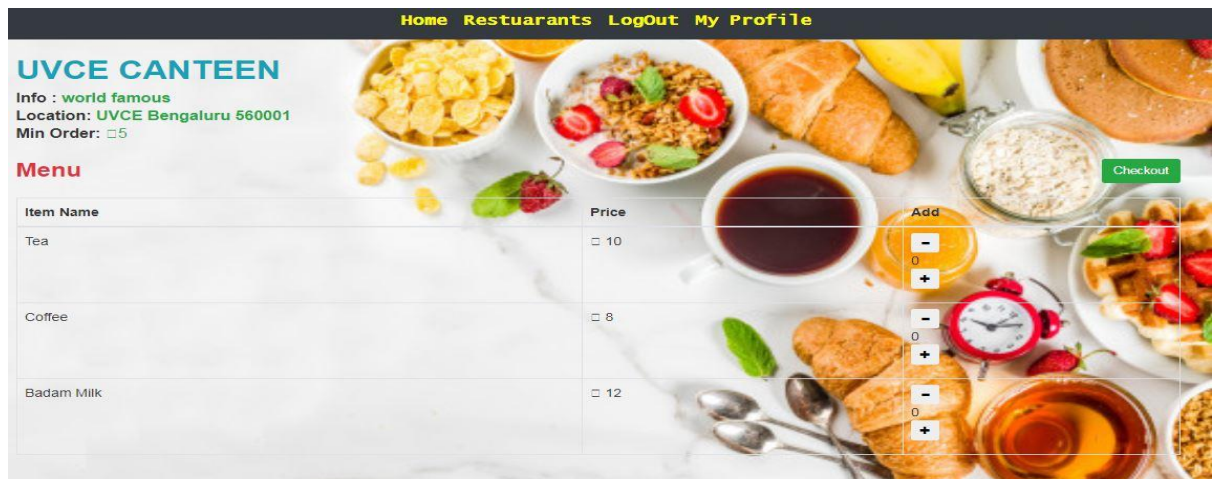 Home Restuarants LogOut My Profile
UVCE CANTEEN
Info : world famous
Location: UVCE Bengaluru 560001
Min Order: □5
Menu
Checkout
Item Name Price Add
Tea □ 10 -
0
+
Coffee □ 8 -
0
+
Badam Milk □ 12 -
0
+